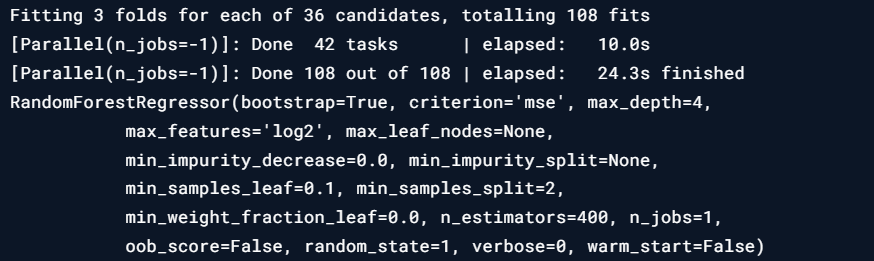 Fitting 3 folds for each of 36 candidates, totalling 108 fits
[Parallel(n_jobs=-1)]: Done  42 tasks      | elapsed:   10.0s
[Parallel(n_jobs=-1)]: Done 108 out of 108 | elapsed:   24.3s finished
RandomForestRegressor(bootstrap=True, criterion='mse', max_depth=4,
           max_features='log2', max_leaf_nodes=None,
           min_impurity_decrease=0.0, min_impurity_split=None,
           min_samples_leaf=0.1, min_samples_split=2,
           min_weight_fraction_leaf=0.0, n_estimators=400, n_jobs=1,
           oob_score=False, random_state=1, verbose=0, warm_start=False)